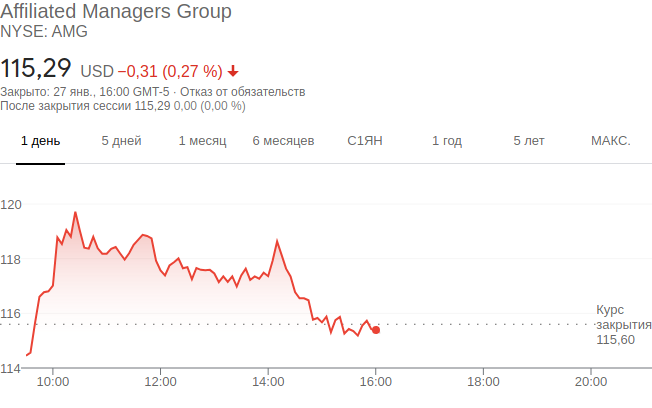 Affiliated Managers Group
NYSE: AMG
115,29 USD −0,31 (0,27 %)
Закрыто: 27 янв., 16:00 GMT-5 · Отказ от обязательств
После закрытия сессии 115,29 0,00 (0,00 %)
1 день 5 дней 1 месяц 6 месяцев С1ЯН 1 год 5 лет МАКС.
120
118
116
114
Курс
закрытия
115,60
10:00 12:00 14:00 16:00 18:00 20:00